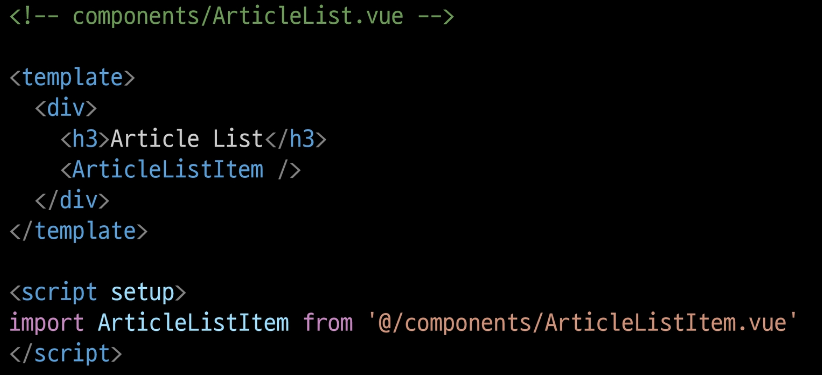 <!-- components/ArticleList.vue -->
<template>
<div>
<h3>Article List</h3>
<ArticleListItem />
</div>
</template>
<script setup>
import ArticleListItem from '@/components/ArticleListItem.vue'
</script>